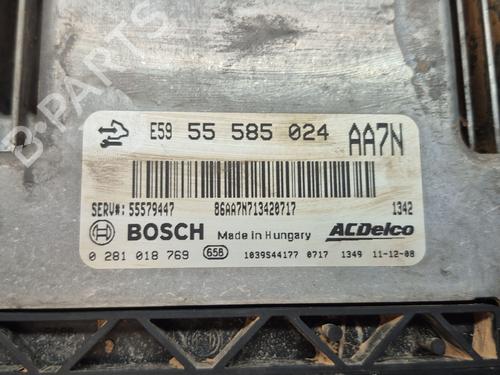 B-PARTS
E59 55 585 024 AA7N
SERV#: 55579447 86AA7N713420717 1342
BOSCH Made in Hungary ACDelco
0 281 018 769 658 1039S44177 0717 1349 11-12-08